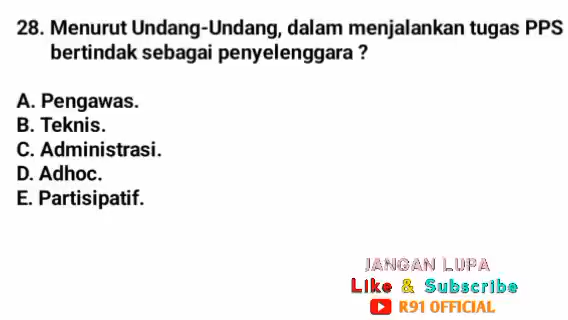 28. Menurut Undang-Undang, dalam menjalankan tugas PPS
bertindak sebagai penyelenggara ?
A. Pengawas.
B. Teknis.
C. Administrasi.
D. Adhoc.
E. Partisipatif.
JANGAN LUPA
Like & Subscribe
R91 OFFICIAL